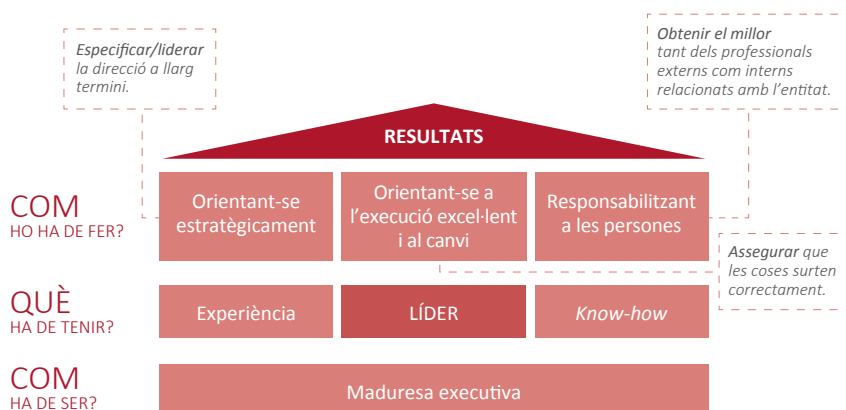 Especificar/liderar
la direcció a llarg
termini.
Obtenir el millor
tant dels professionals
externs com interns
relacionats amb l'entitat.
RESULTATS
COM
HO HA DE FER?
Orientant-se
estratègicament
Orientant-se a
l'execució excel·lent
i al canvi
Responsabilitzant
a les persones
Assegurar que
les coses surten
correctament.
QUÈ
HA DE TENIR?
Experiència
LÍDER
Know-how
COM
HA DE SER?
Maduresa executiva